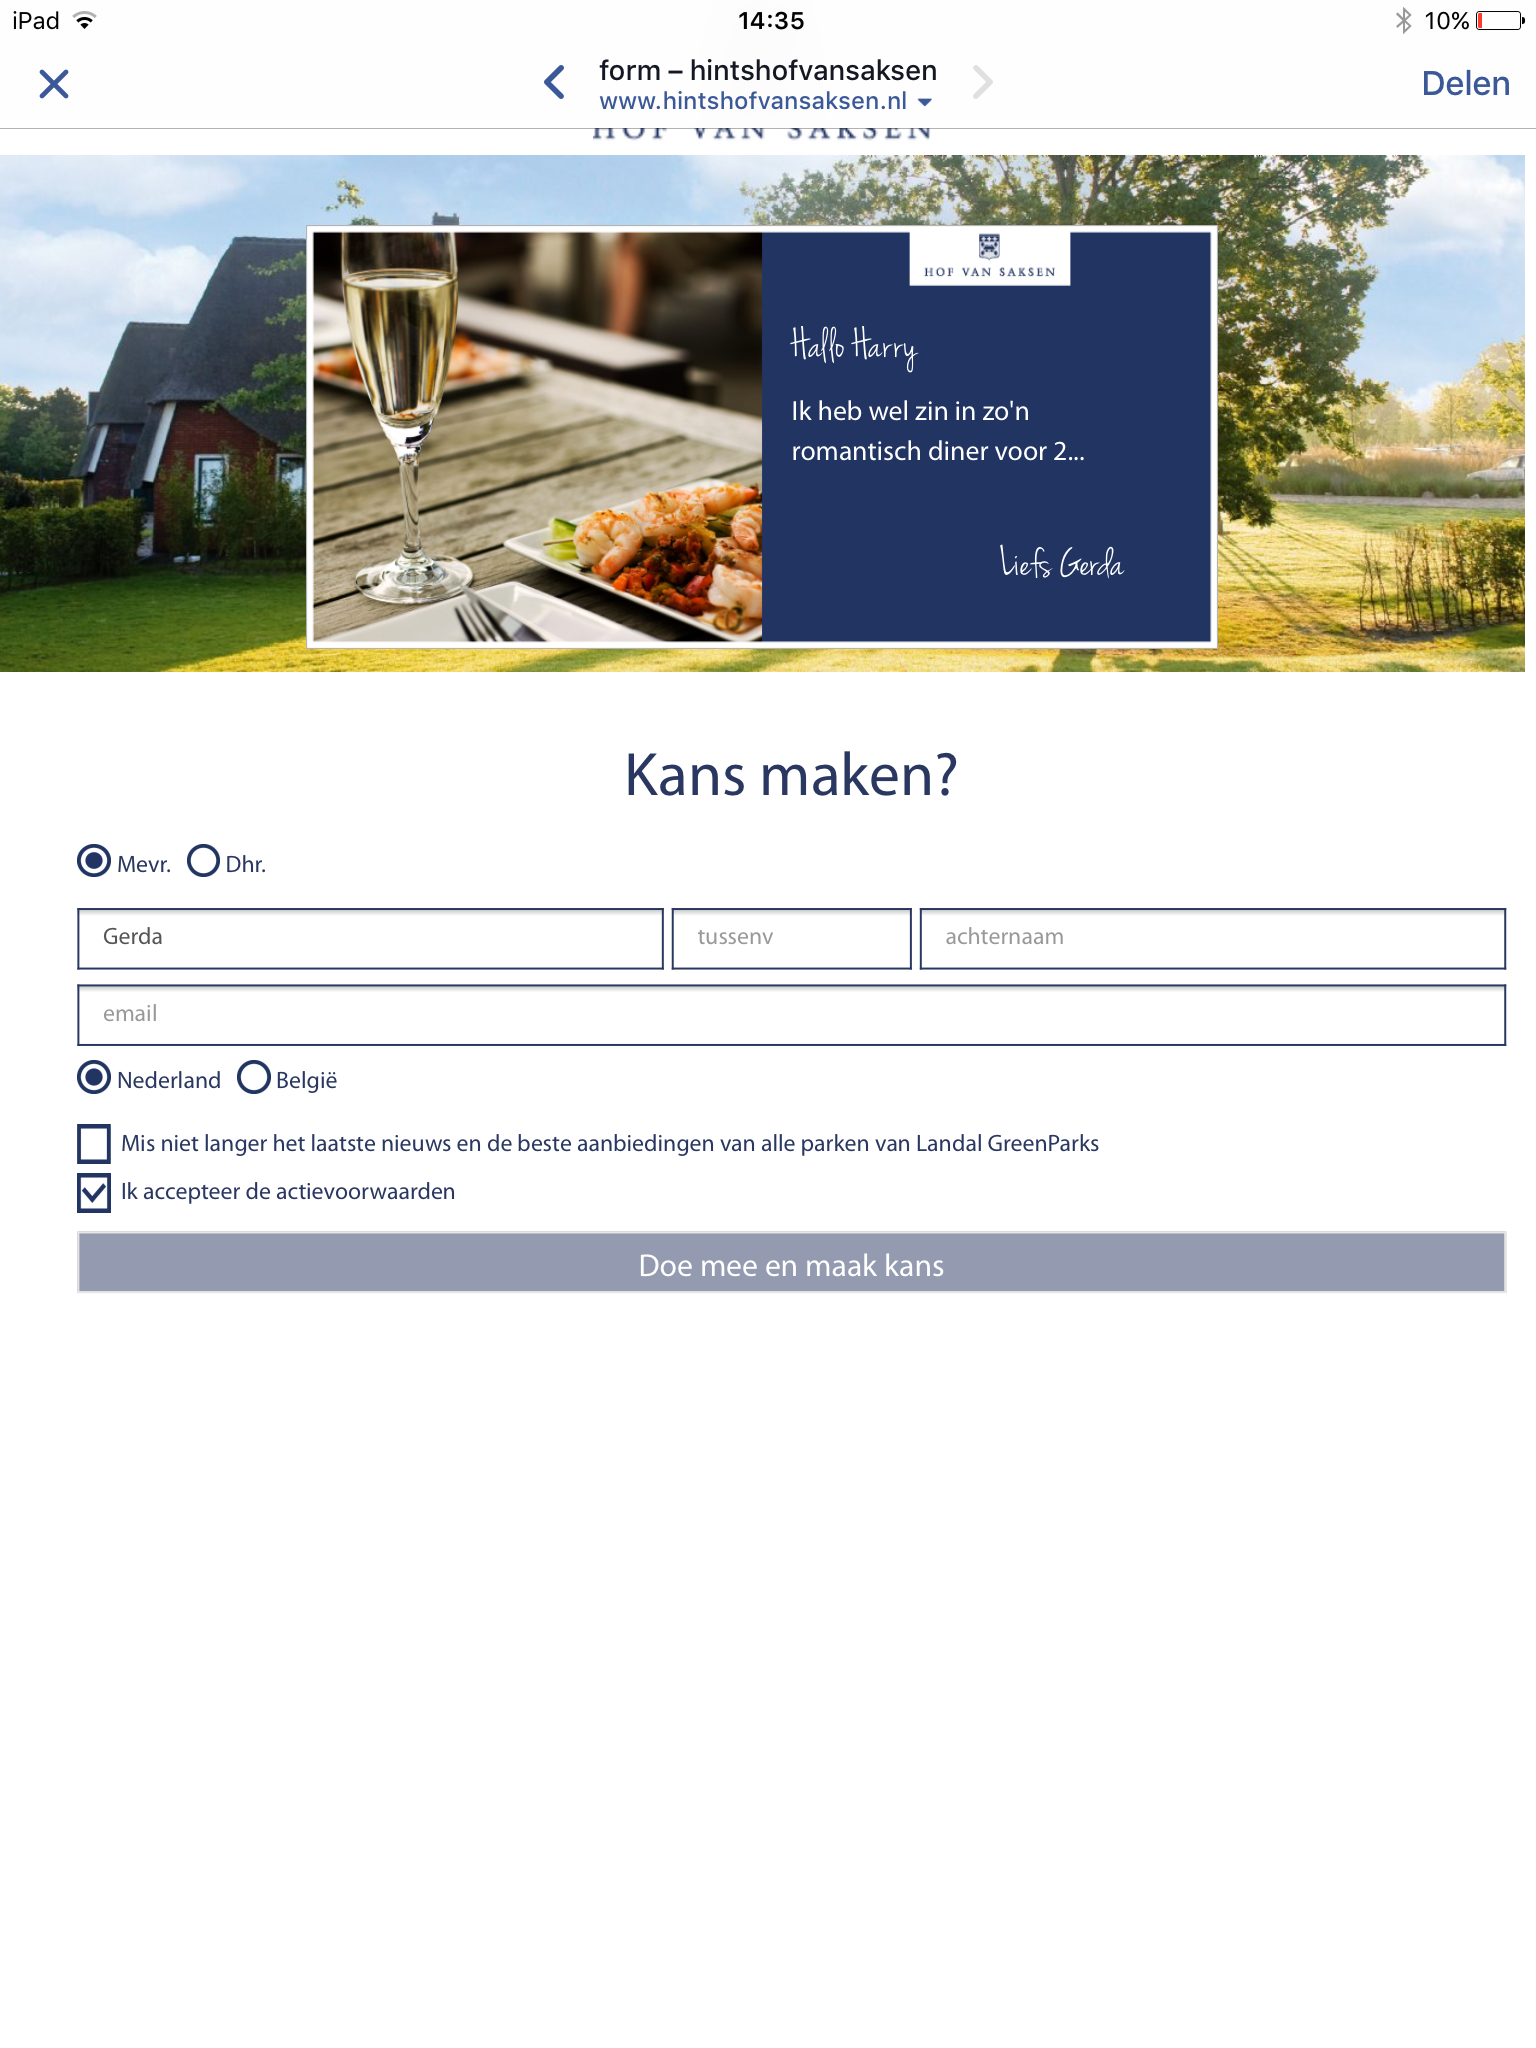 iPad
14:35
10%
form – hintshofvansaksen
www.hintshofvansaksen.nl
Delen
HOF VAN SAKSEN
HOF VAN SAKSEN
Hallo Harry
Ik heb wel zin in zo'n
romantisch diner voor 2...
Liefs Gerda
Kans maken?
Mevr. Dhr.
Gerda tussenv achternaam
email
Nederland België
Mis niet langer het laatste nieuws en de beste aanbiedingen van alle parken van Landal GreenParks
Ik accepteer de actievoorwaarden
Doe mee en maak kans